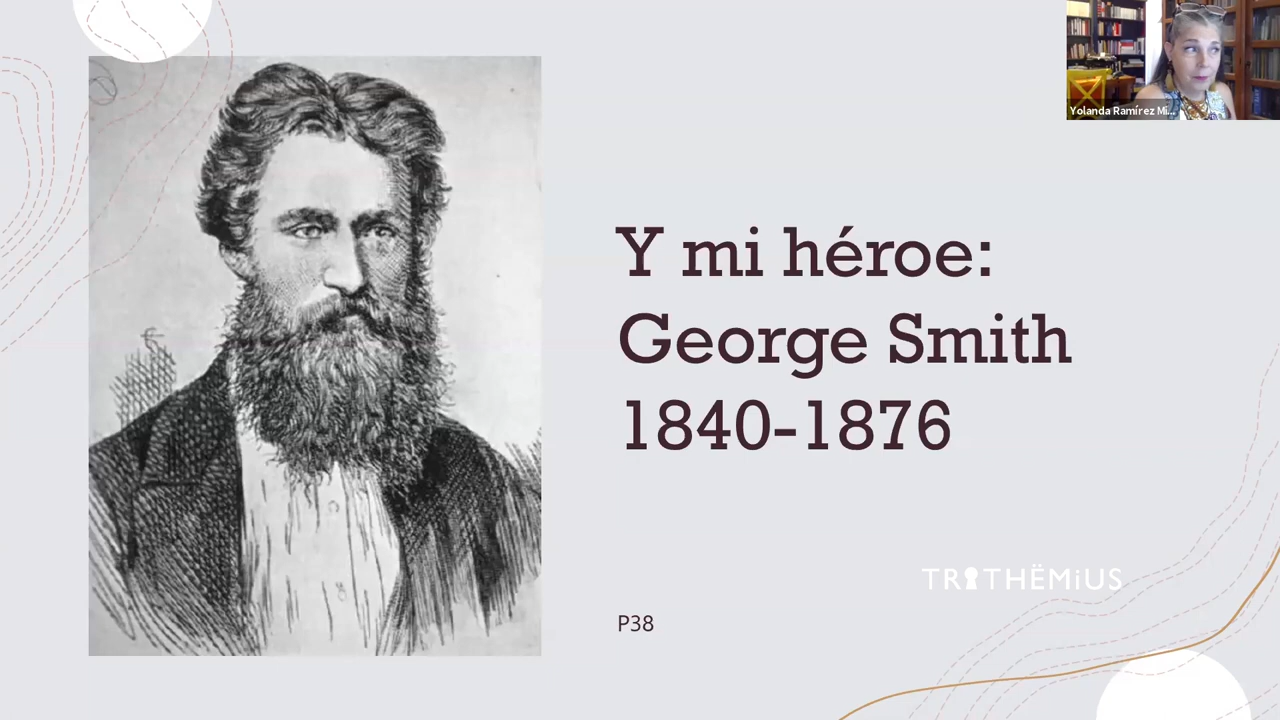 Yolanda Ramírez Mi...
Y mi héroe:
George Smith
1840-1876
TRiTHËMiUS
P38